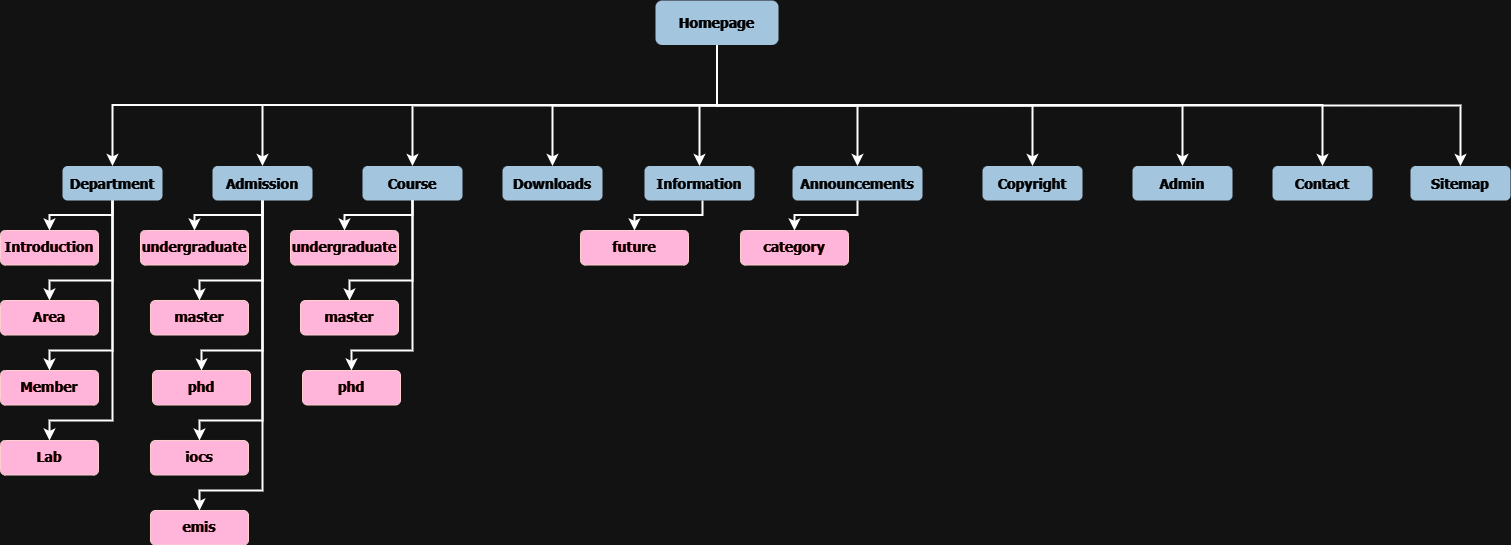 Homepage
Department
Admission
Course
Downloads
Information
Announcements
Copyright
Admin
Contact
Sitemap
Introduction
undergraduate
undergraduate
future
category
Area
master
master
Member
phd
phd
Lab
iocs
emis